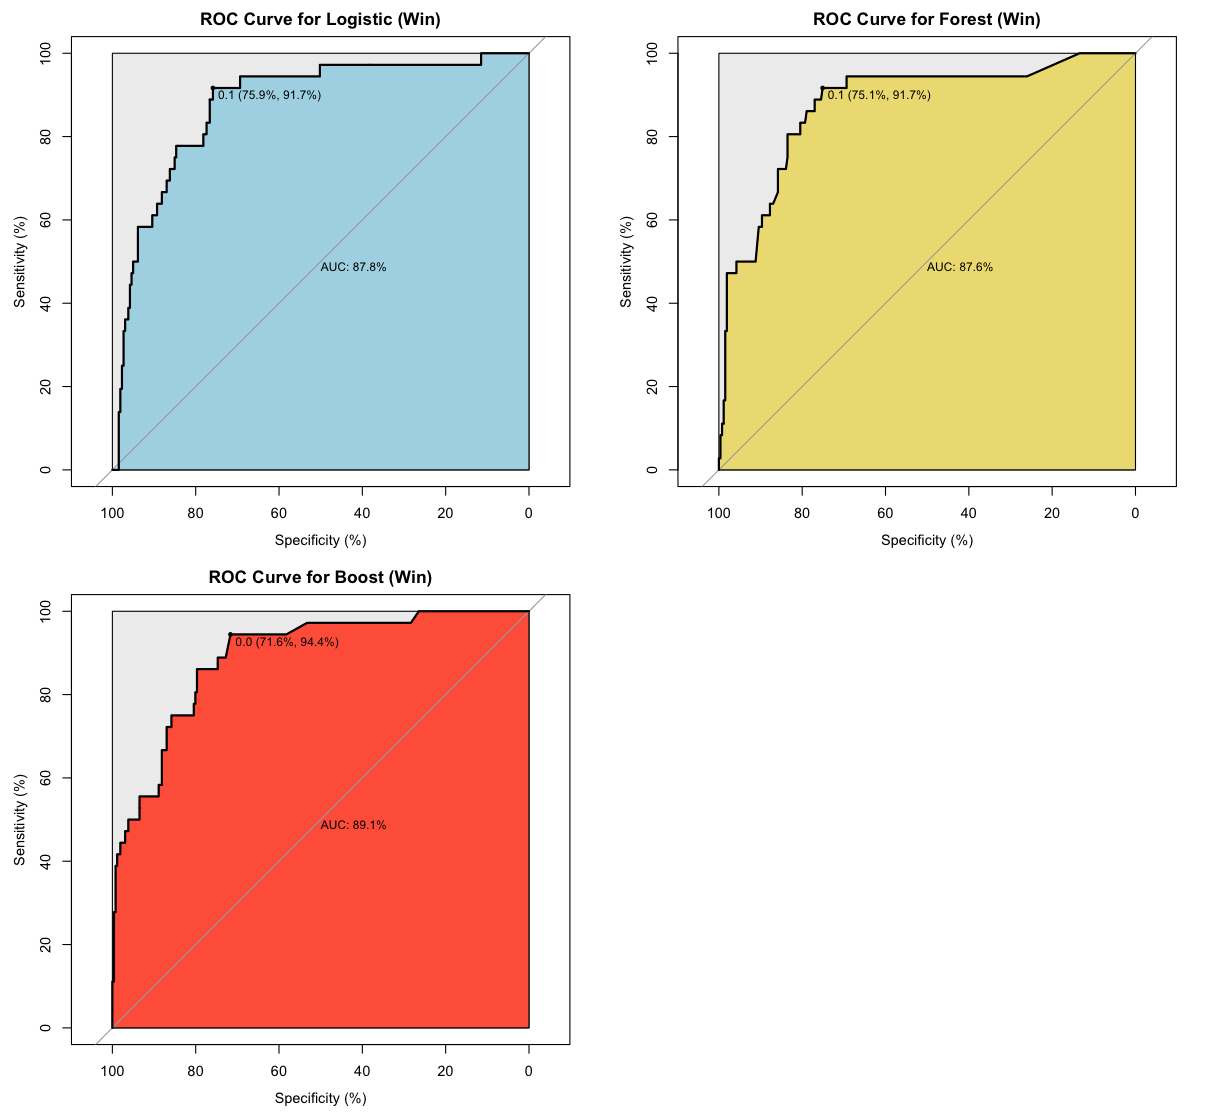 ROC Curve for Logistic (Win)
100
80
60
40
20
0
Sensitivity (%)
0.1 (75.9%, 91.7%)
AUC: 87.8%
100 80 60 40 20 0
Specificity (%)
ROC Curve for Forest (Win)
100
80
60
40
20
0
Sensitivity (%)
0.1 (75.1%, 91.7%)
AUC: 87.6%
100 80 60 40 20 0
Specificity (%)
ROC Curve for Boost (Win)
100
80
60
40
20
0
Sensitivity (%)
0.0 (71.6%, 94.4%)
AUC: 89.1%
100 80 60 40 20 0
Specificity (%)